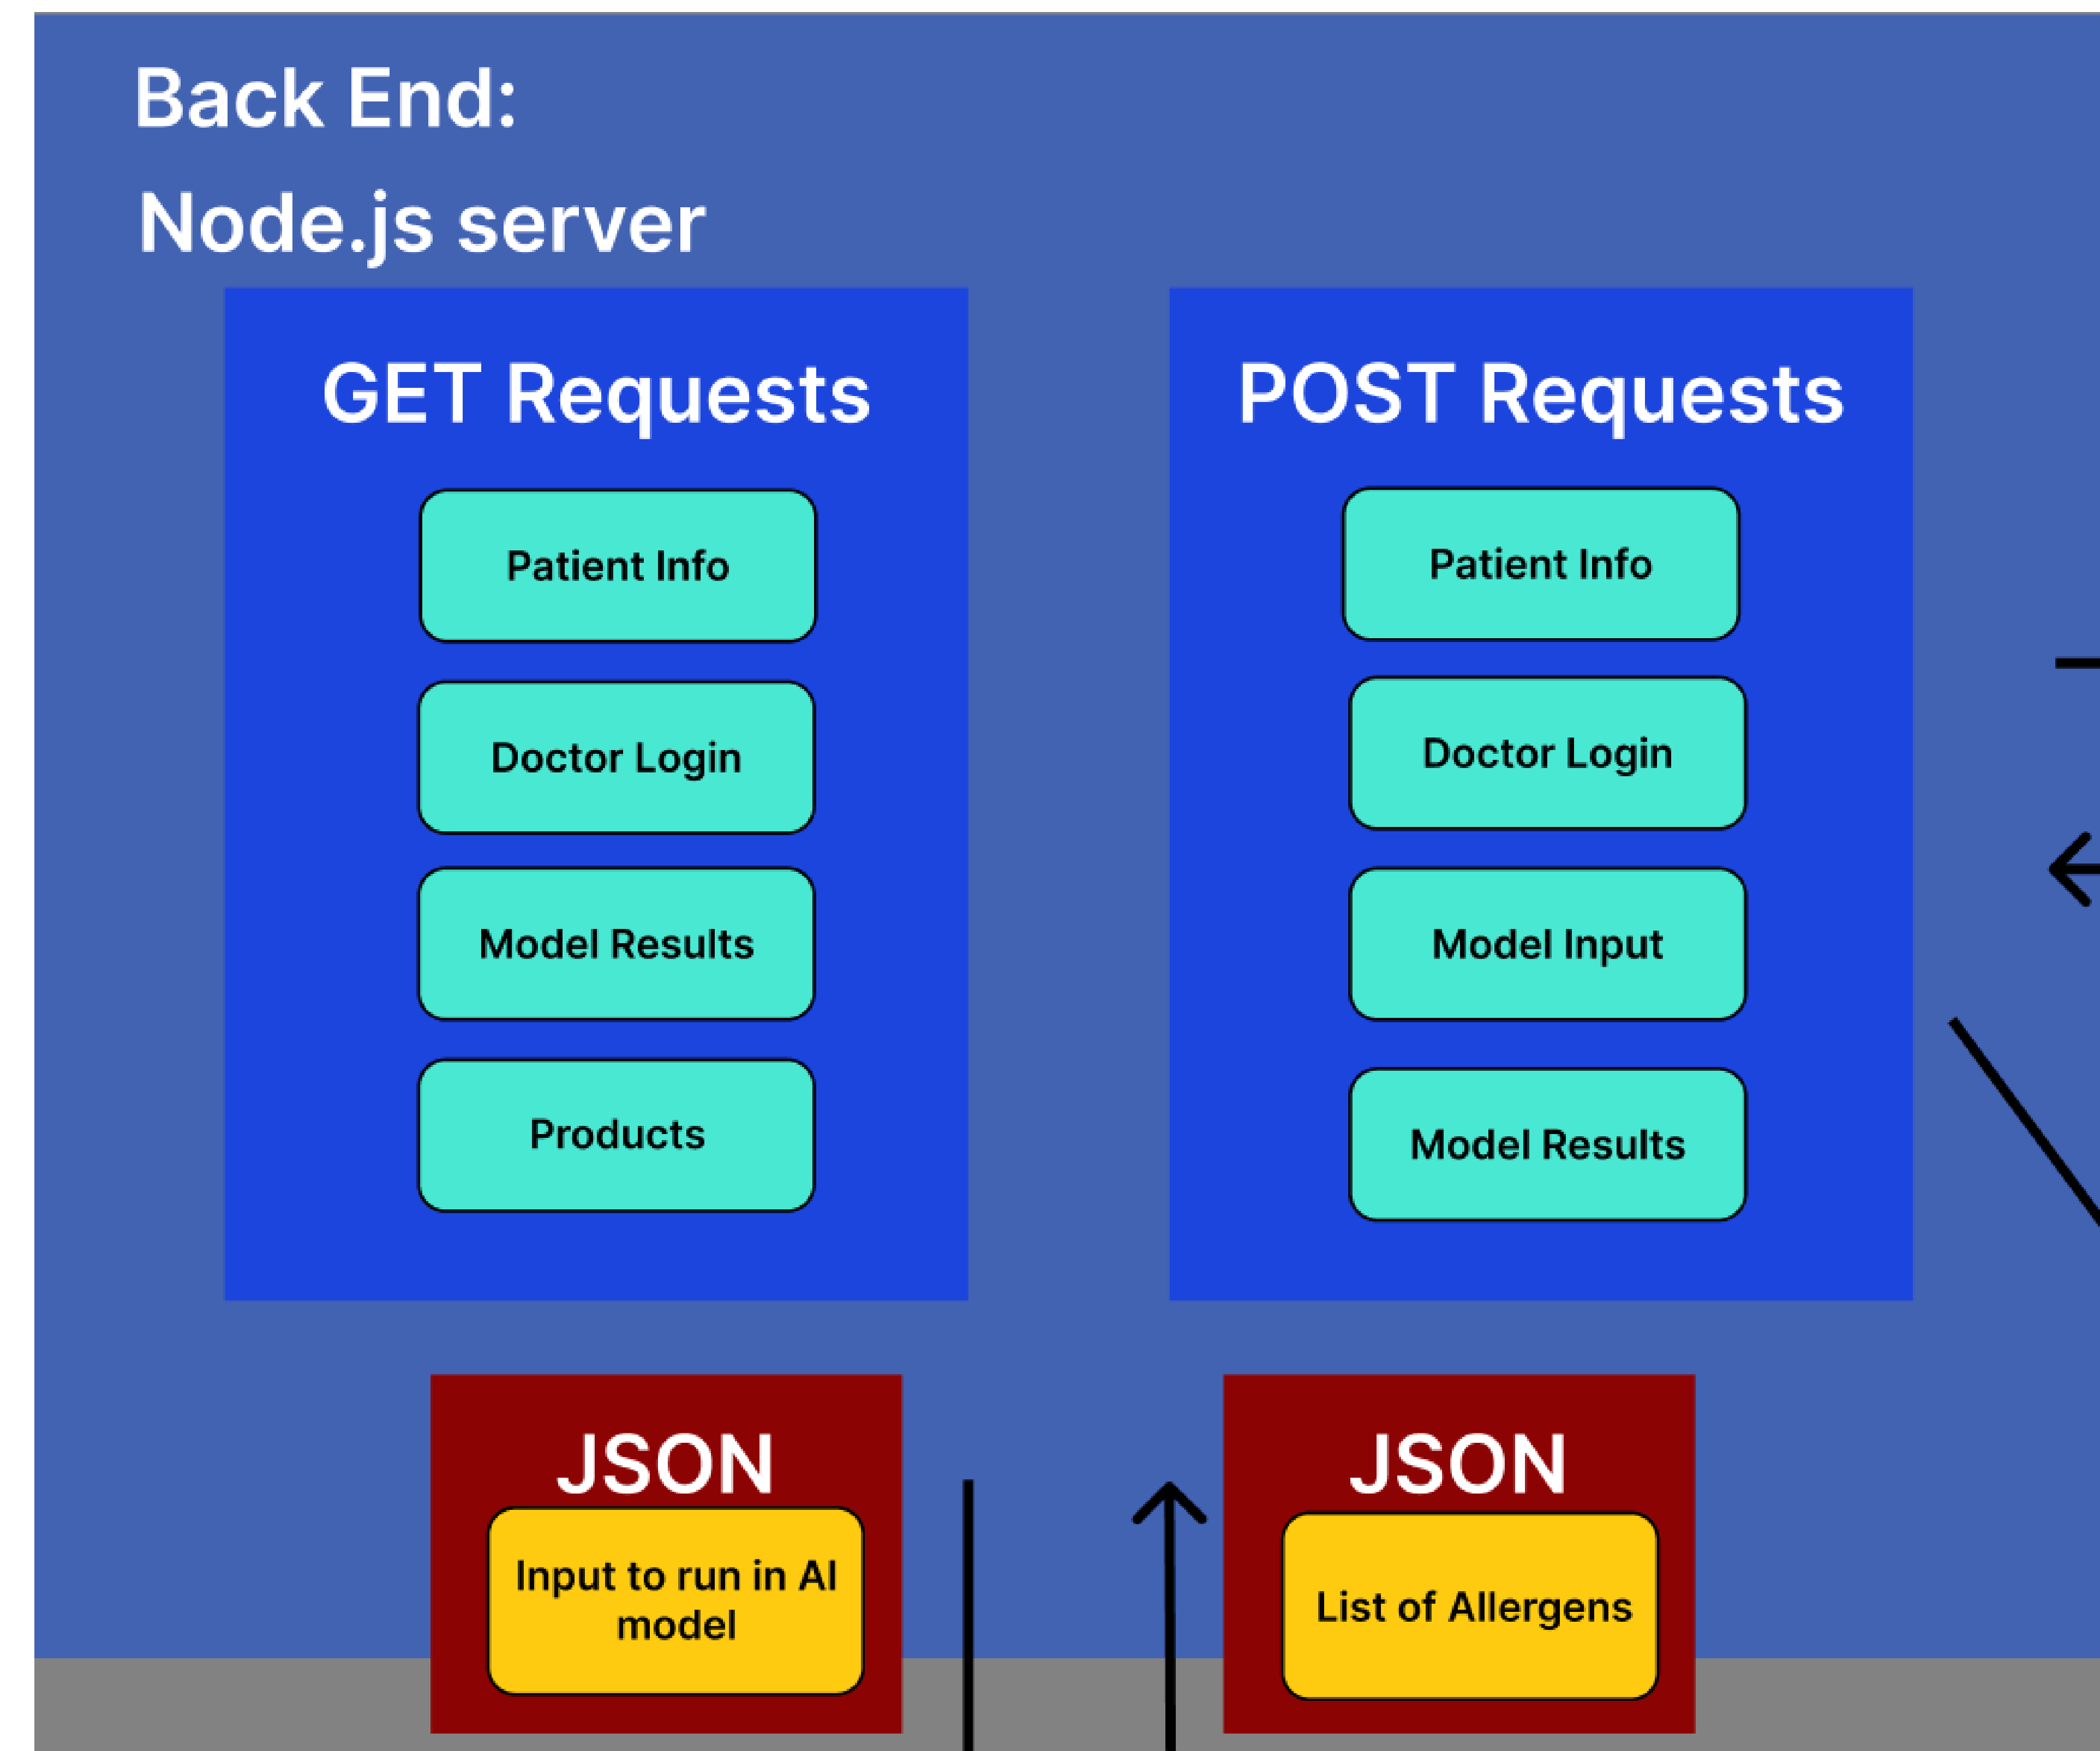 Back End:
Node.js server
GET Requests
Patient Info
Doctor Login
Model Results
Products
POST Requests
Patient Info
Doctor Login
Model Input
Model Results
JSON
Input to run in AI
model
JSON
List of Allergens